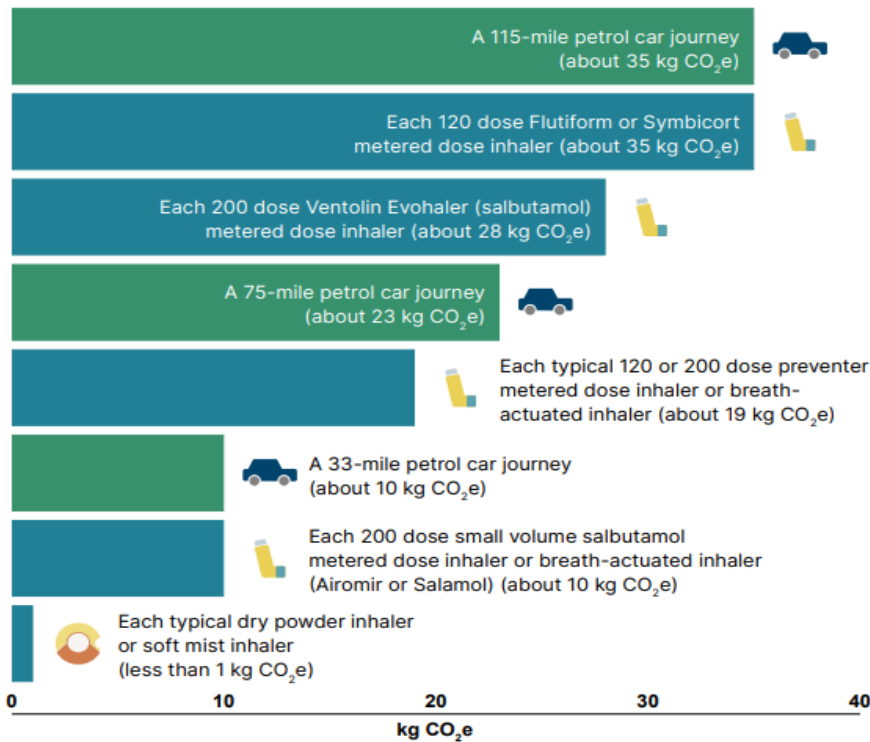 A 115-mile petrol car journey
(about 35 kg CO₂e)
Each 120 dose Flutiform or Symbicort
metered dose inhaler (about 35 kg CO₂e)
Each 200 dose Ventolin Evohaler (salbutamol)
metered dose inhaler (about 28 kg CO₂e)
A 75-mile petrol car journey
(about 23 kg CO₂e)
Each typical 120 or 200 dose preventer
metered dose inhaler or breath-
actuated inhaler (about 19 kg CO₂e)
A 33-mile petrol car journey
(about 10 kg CO₂e)
Each 200 dose small volume salbutamol
metered dose inhaler or breath-actuated inhaler
(Airomir or Salamol) (about 10 kg CO₂e)
Each typical dry powder inhaler
or soft mist inhaler
(less than 1 kg CO₂e)
0 10 20 30 40
kg CO₂e